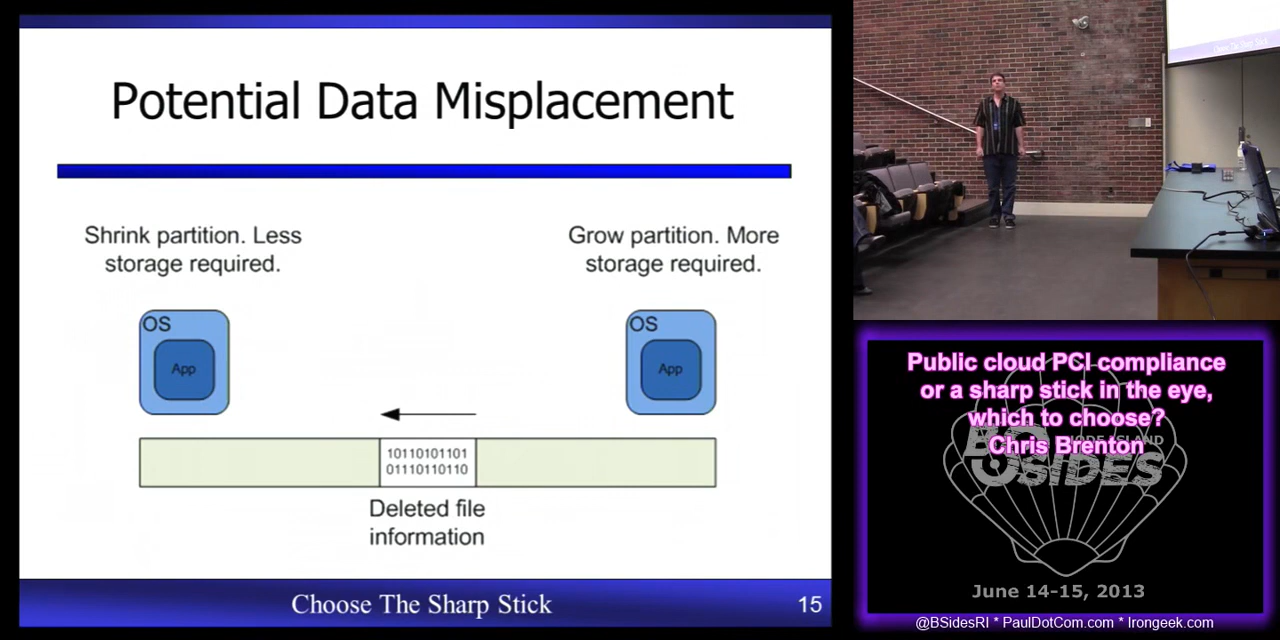 Potential Data Misplacement
Shrink partition. Less
storage required.
Grow partition. More
storage required.
OS
App
OS
App
10110101101
01110110110
Deleted file
information
Choose The Sharp Stick
15
Public cloud PCI compliance
or a sharp stick in the eye,
which to choose?
Chris Brenton
BSIDES
June 14-15, 2013
@BSidesRI * PaulDotCom.com * Irongeek.com